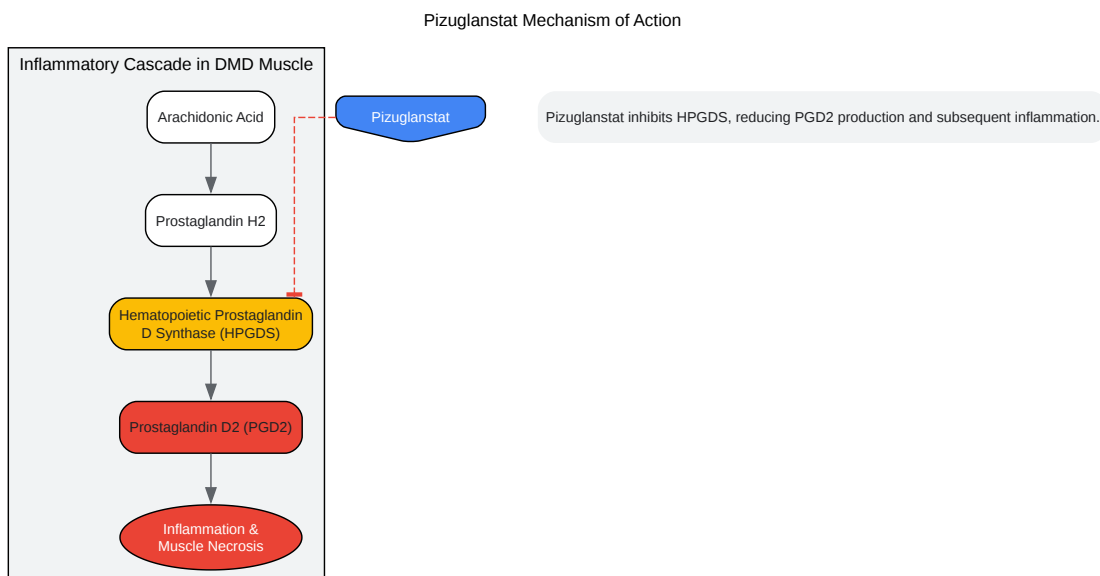 Pizuglanstat Mechanism of Action
Inflammatory Cascade in DMD Muscle
Arachidonic Acid
Pizuglanstat
Pizuglanstat inhibits HPGDS, reducing PGD2 production and subsequent inflammation.
Prostaglandin H2
Hematopoietic Prostaglandin
D Synthase (HPGDS)
Prostaglandin D2 (PGD2)
Inflammation &
Muscle Necrosis